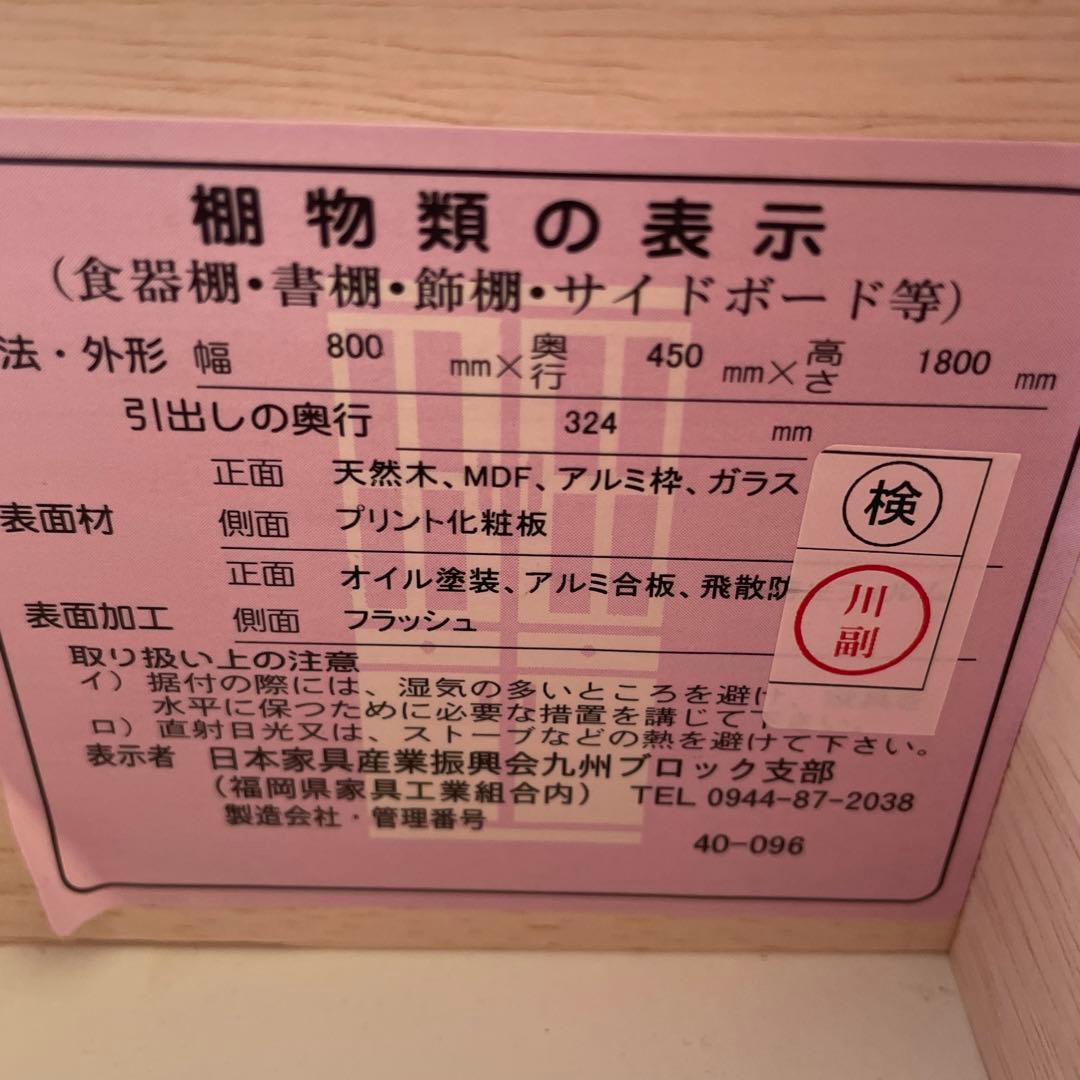 棚物類の表示
(食器棚・書棚・飾棚・サイドボード等)
法・外形 幅 800 mm×奥行 450 mm×高さ 1800 mm
引出しの奥行 324 mm
表面材 正面 天然木、MDF、アルミ枠、ガラス
側面 プリント化粧板
表面加工 正面 オイル塗装、アルミ合板、飛散防
側面 フラッシュ
検
川副
取り扱い上の注意
イ) 据付の際には、湿気の多いところを避け
水平に保つために必要な措置を講じて下
ロ) 直射日光又は、ストーブなどの熱を避けて下さい。
表示者 日本家具産業振興会九州ブロック支部
(福岡県家具工業組合内) TEL 0944-87-2038
製造会社・管理番号
40-096